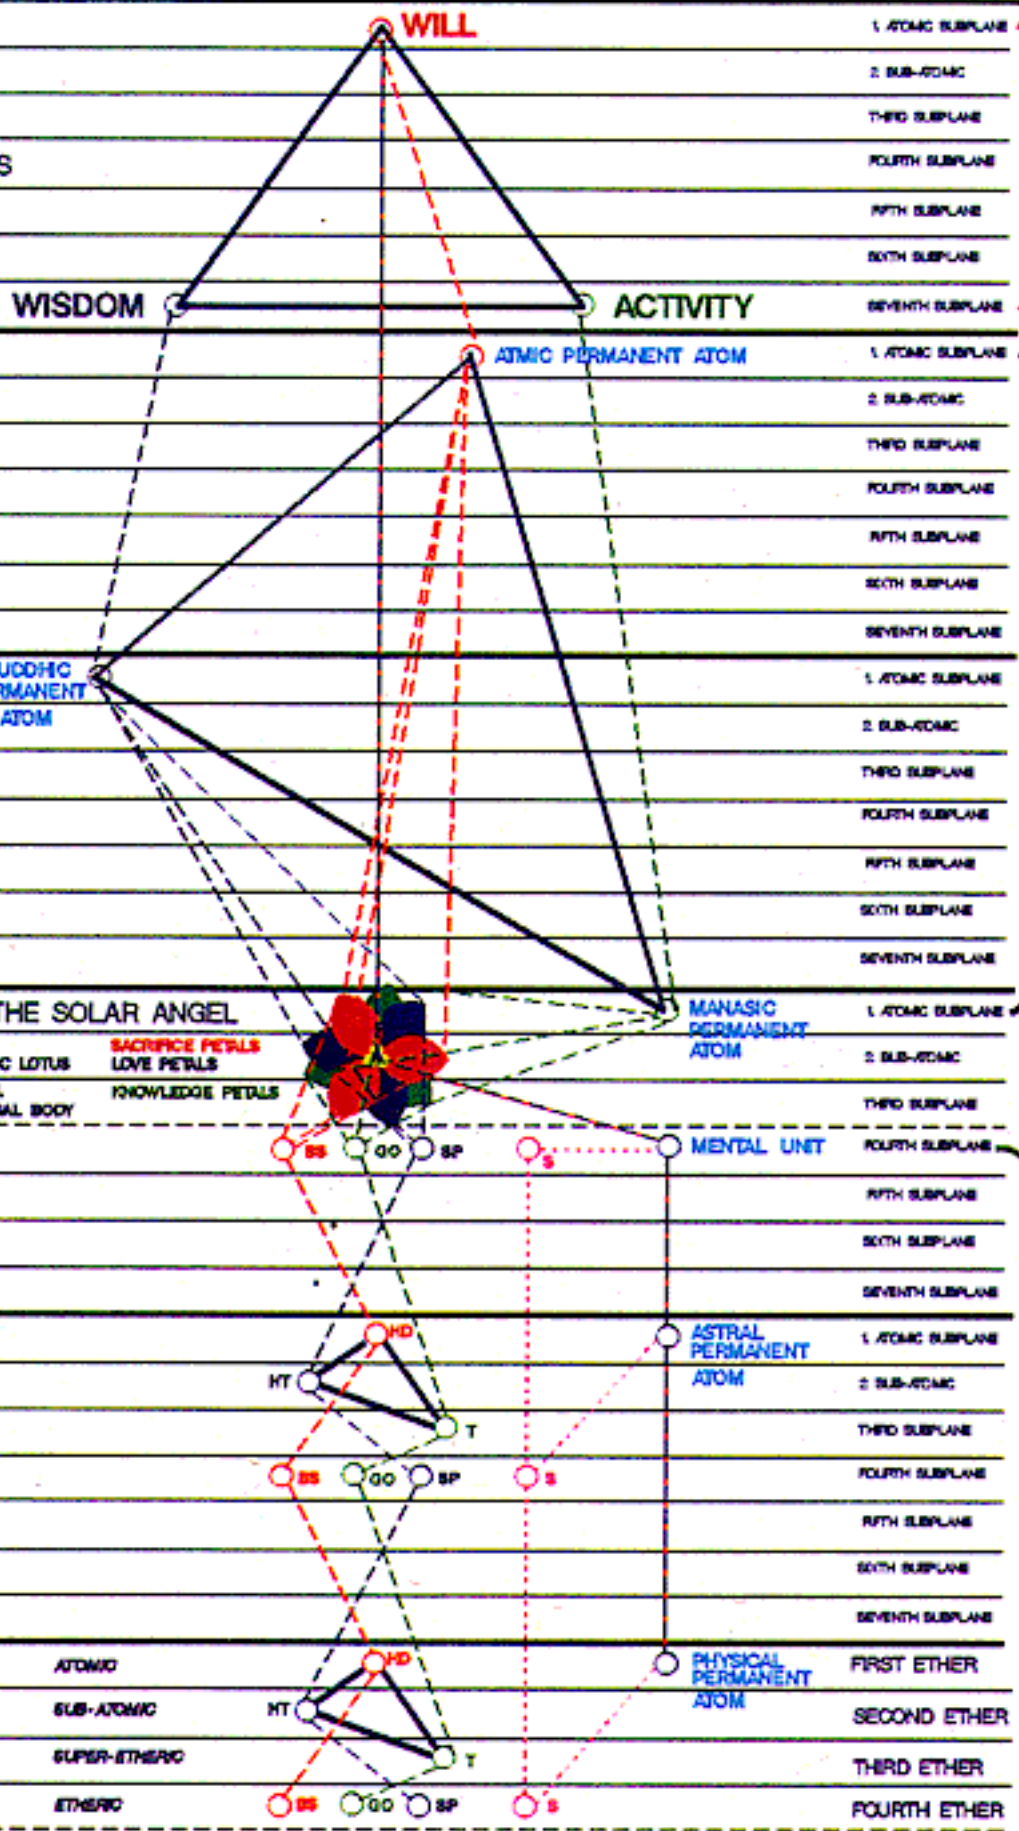 WILL 1. ATOMIC SUBPLANE
2. SUB-ATOMIC
THIRD SUBPLANE
S FOURTH SUBPLANE
FIFTH SUBPLANE
SIXTH SUBPLANE
WISDOM ACTIVITY SEVENTH SUBPLANE
ATMIC PERMANENT ATOM 1. ATOMIC SUBPLANE
2. SUB-ATOMIC
THIRD SUBPLANE
FOURTH SUBPLANE
FIFTH SUBPLANE
SIXTH SUBPLANE
SEVENTH SUBPLANE
UDDHIC 1. ATOMIC SUBPLANE
RMANENT
ATOM 2. SUB-ATOMIC
THIRD SUBPLANE
FOURTH SUBPLANE
FIFTH SUBPLANE
SIXTH SUBPLANE
SEVENTH SUBPLANE
THE SOLAR ANGEL MANASIC 1. ATOMIC SUBPLANE
PERMANENT
SACRIFICE PETALS ATOM
C LOTUS LOVE PETALS 2. SUB-ATOMIC
L KNOWLEDGE PETALS
AL BODY THIRD SUBPLANE
BS GO SP S MENTAL UNIT FOURTH SUBPLANE
FIFTH SUBPLANE
SIXTH SUBPLANE
SEVENTH SUBPLANE
HD ASTRAL 1. ATOMIC SUBPLANE
PERMANENT
HT ATOM 2. SUB-ATOMIC
T THIRD SUBPLANE
BS GO SP S FOURTH SUBPLANE
FIFTH SUBPLANE
SIXTH SUBPLANE
SEVENTH SUBPLANE
ATOMIC HD PHYSICAL FIRST ETHER
PERMANENT
SUB-ATOMIC HT ATOM SECOND ETHER
SUPER-ETHERIC T THIRD ETHER
ETHERIC BS GO SP S FOURTH ETHER